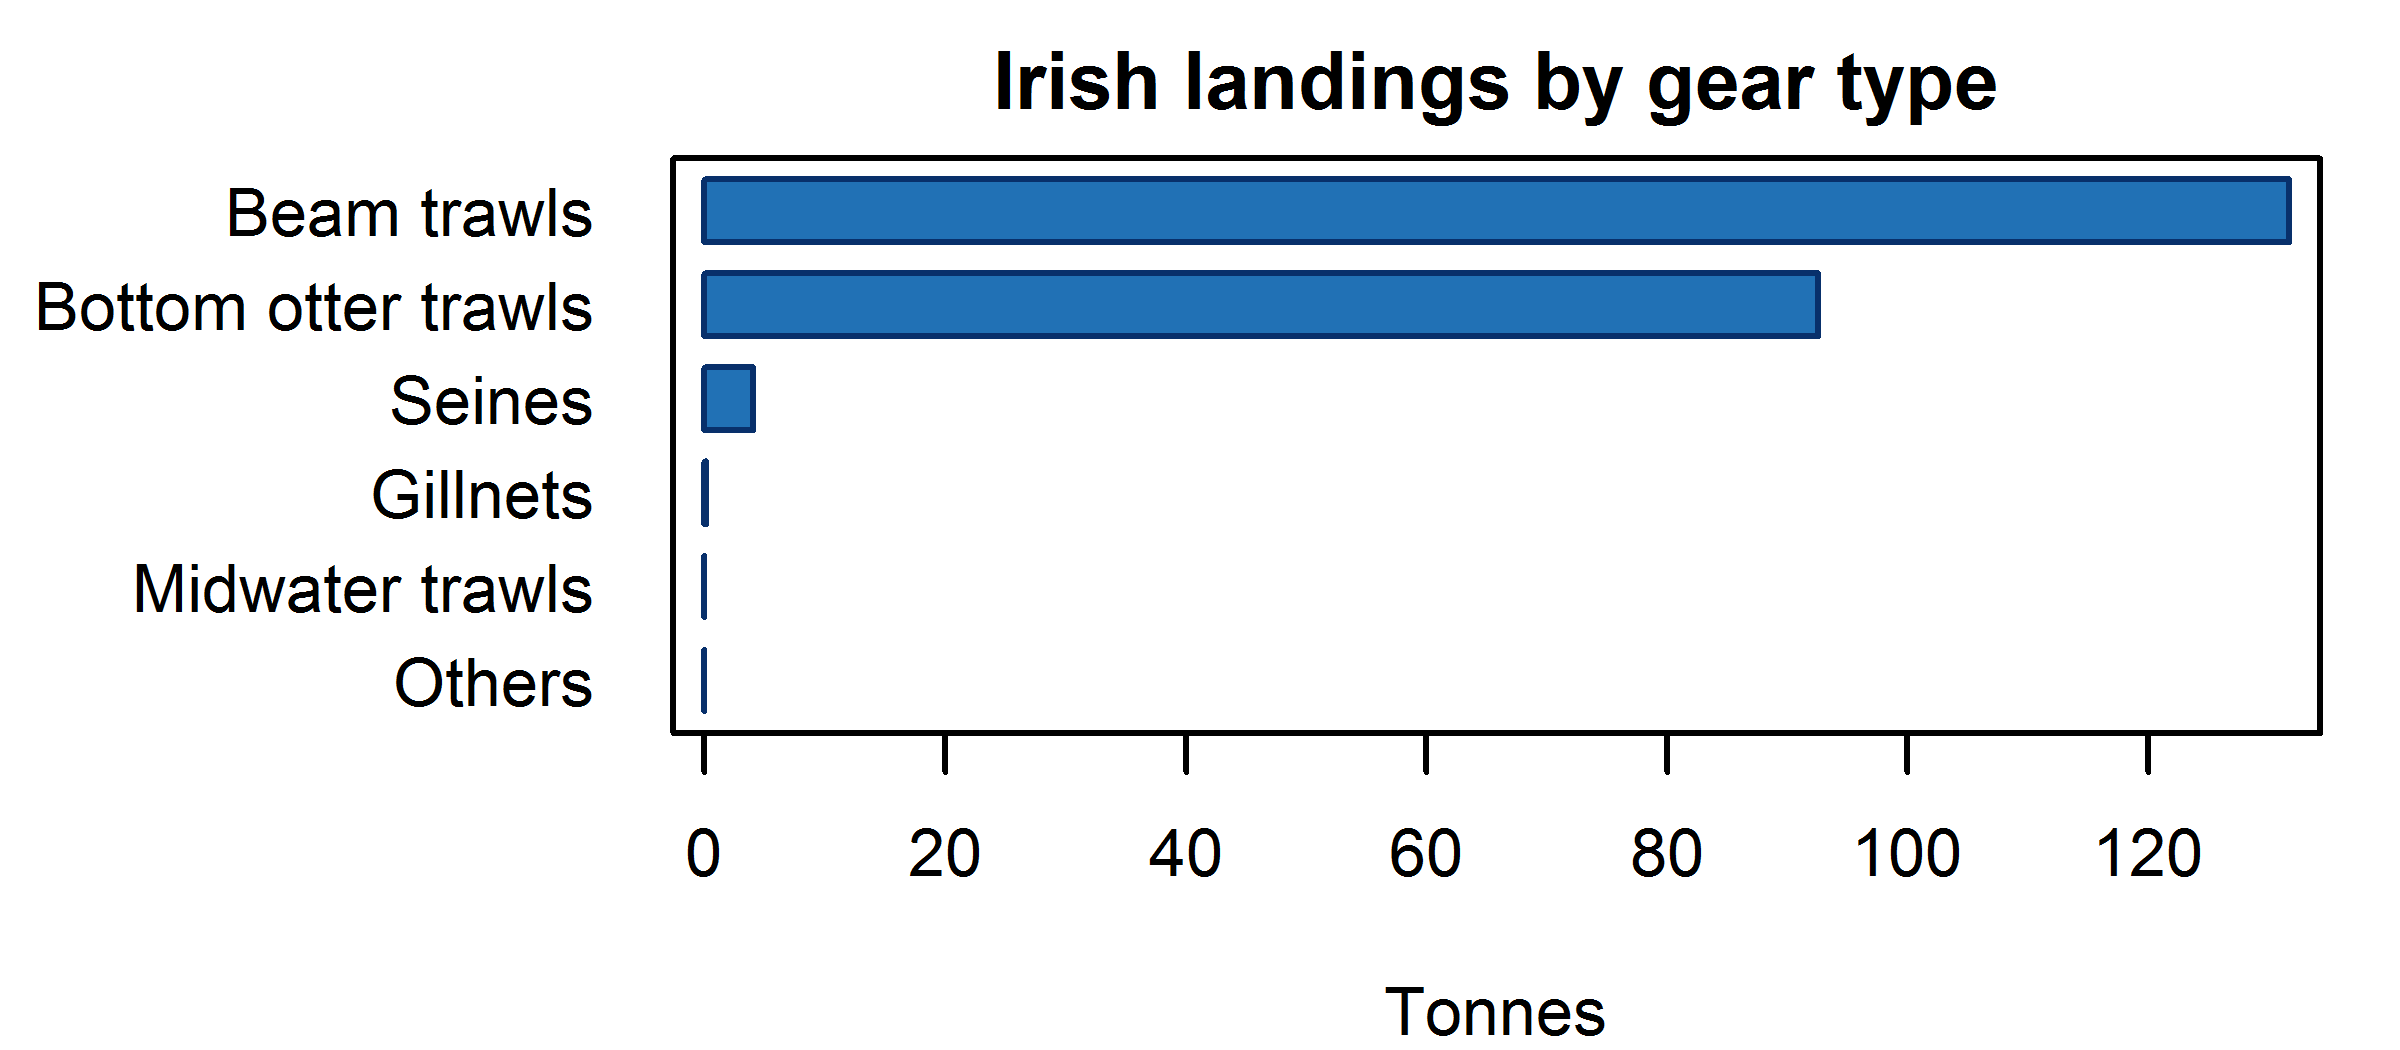 Irish landings by gear type
Beam trawls
Bottom otter trawls
Seines
Gillnets
Midwater trawls
Others
0 20 40 60 80 100 120
Tonnes